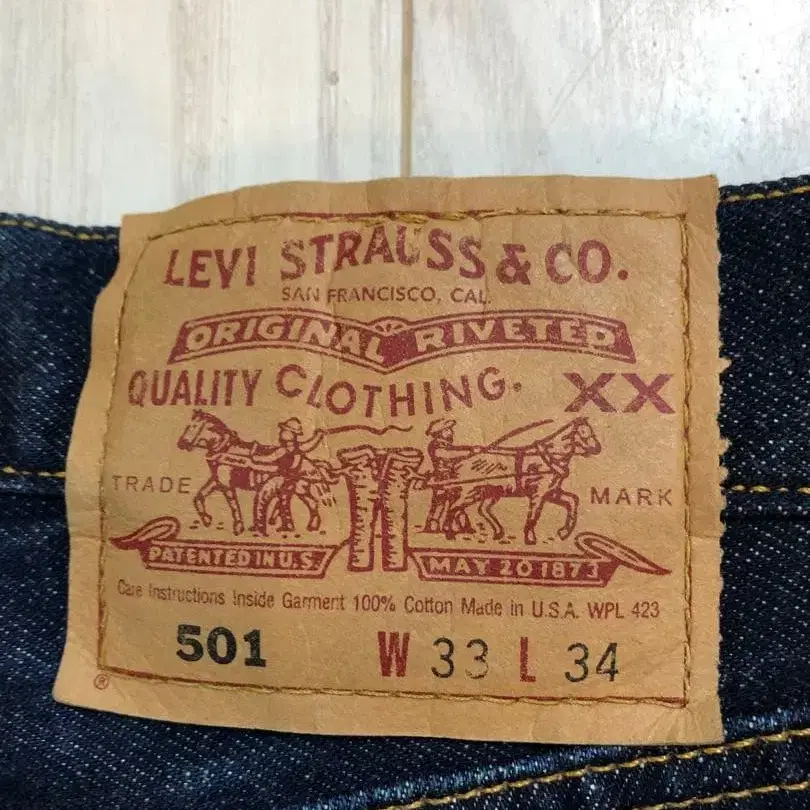 LEVI STRAUSS & CO.
SAN FRANCISCO, CAL.
ORIGINAL RIVETED
QUALITY CLOTHING. XX
TRADE MARK
PATENTED IN U.S. MAY 20 1873
Care Instructions Inside Garment 100% Cotton Made in U.S.A. WPL 423
501 W 33 L 34
®